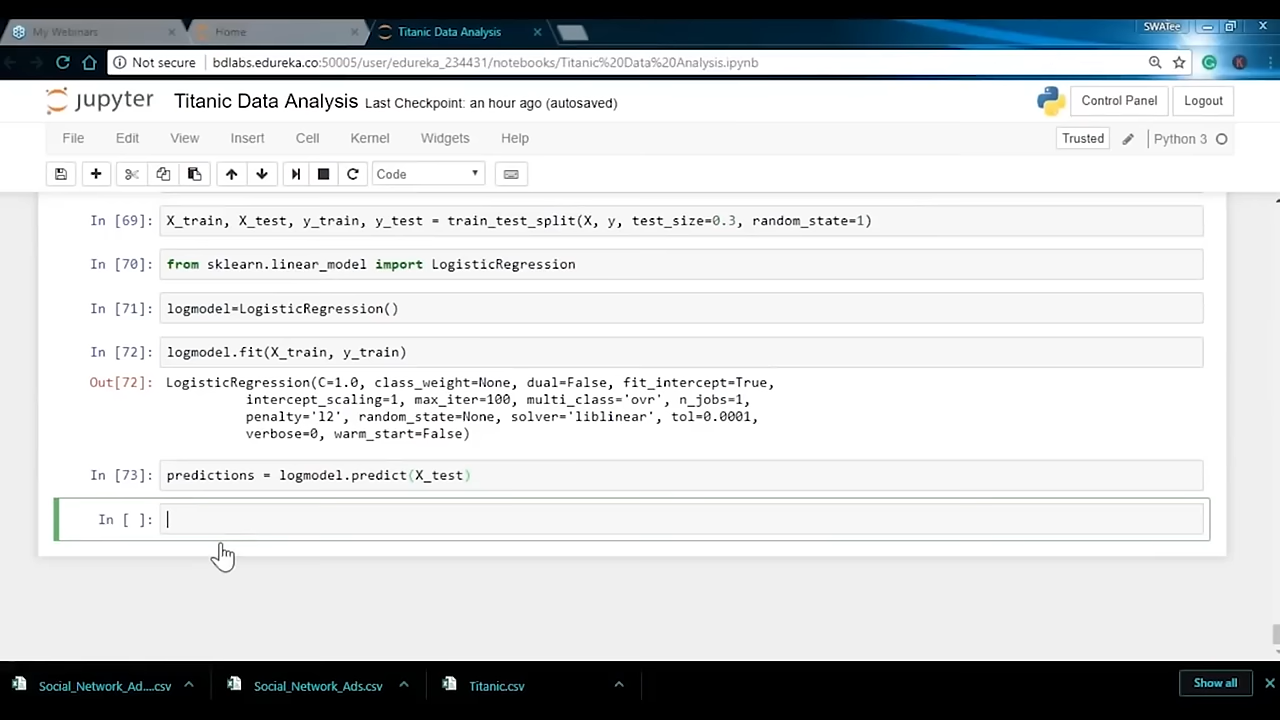 My Webinars
Home
Titanic Data Analysis
SWATee
Not secure
bdlabs.edureka.co:50005/user/edureka_234431/notebooks/Titanic%20Data%20Analysis.ipynb
jupyter
Titanic Data Analysis Last Checkpoint: an hour ago (autosaved)
Control Panel
Logout
File Edit View Insert Cell Kernel Widgets Help
Trusted
Python 3
Code
In [69]: X_train, X_test, y_train, y_test = train_test_split(X, y, test_size=0.3, random_state=1)
In [70]: from sklearn.linear_model import LogisticRegression
In [71]: logmodel=LogisticRegression()
In [72]: logmodel.fit(X_train, y_train)
Out[72]: LogisticRegression(C=1.0, class_weight=None, dual=False, fit_intercept=True,
intercept_scaling=1, max_iter=100, multi_class='ovr', n_jobs=1,
penalty='l2', random_state=None, solver='liblinear', tol=0.0001,
verbose=0, warm_start=False)
In [73]: predictions = logmodel.predict(X_test)
In [ ]:
Social_Network_Ad....csv
Social_Network_Ads.csv
Titanic.csv
Show all